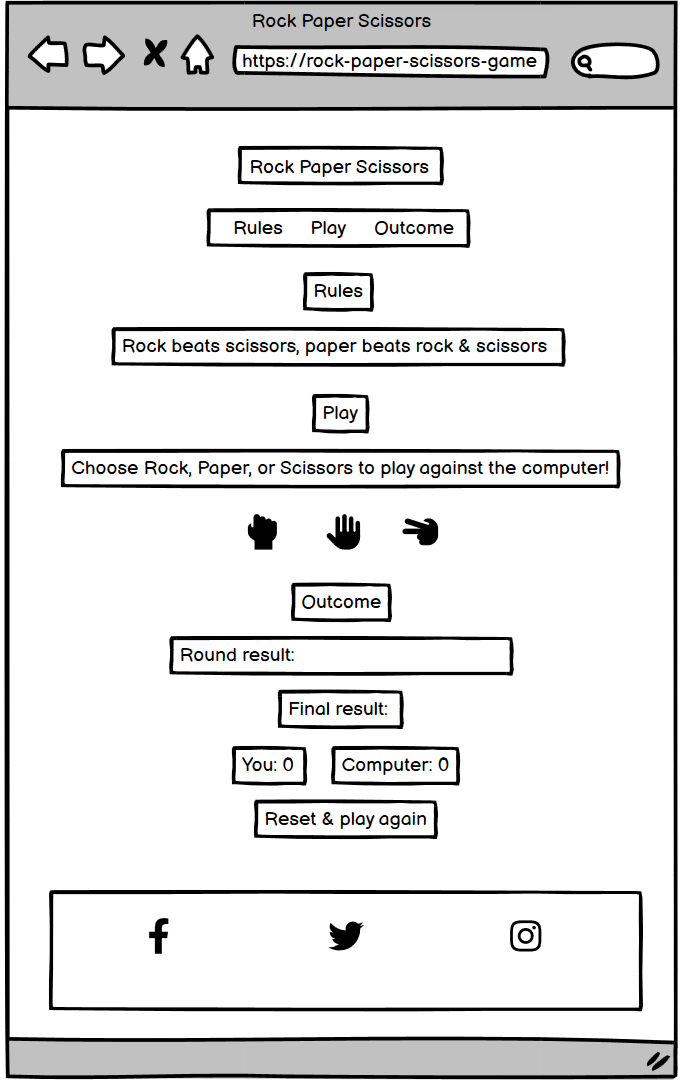 Rock Paper Scissors
https://rock-paper-scissors-game
Rock Paper Scissors
Rules Play Outcome
Rules
Rock beats scissors, paper beats rock & scissors
Play
Choose Rock, Paper, or Scissors to play against the computer!
Outcome
Round result:
Final result:
You: 0 Computer: 0
Reset & play again